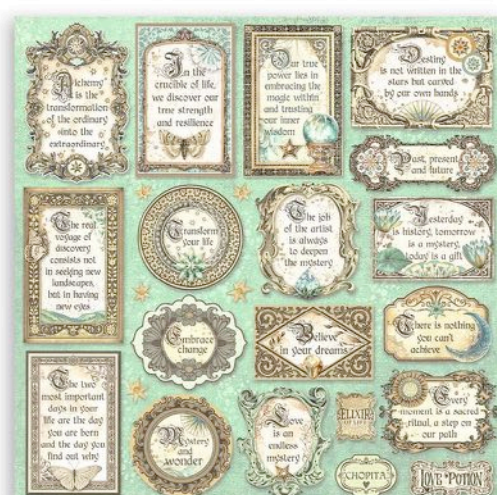 Alchemy
is the
transformation
of the ordinary
into the
extraordinary
In the
crucible of life,
we discover our
true strength
and resilience
Our true
power lies in
embracing the
magic within
and trusting
our inner
wisdom
Destiny
is not written in the
stars but carved
by our own hands
Past, present
and future
The real
voyage of
discovery
consists not
in seeking new
landscapes,
but in having
new eyes
Transform
your life
The job
of the artist
is always
to deepen
the mystery
Yesterday
is history, tomorrow
is a mystery,
today is a gift
Embrace
change
Believe
in your dreams
There is nothing
you can't
achieve
The two
most important
days in your
life are the day
you are born
and the day you
find out why
Mystery
and
wonder
Love
is an
endless
mystery
ELIXIR
Every
moment is a sacred
ritual, a step on
our path
CHOPITA
LOVE POTION